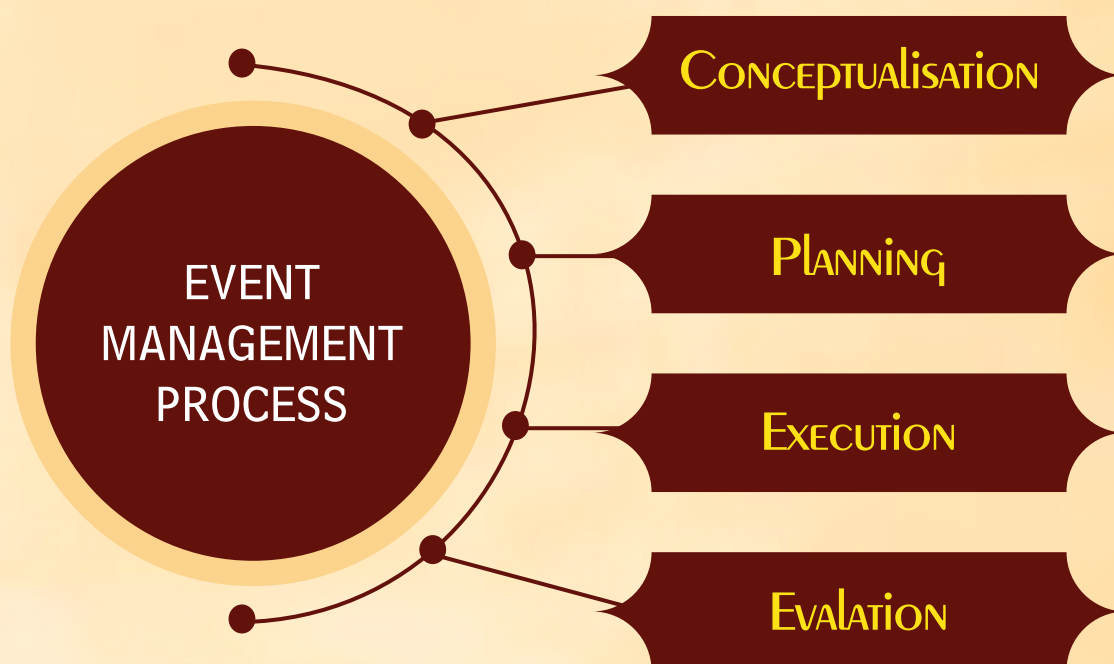 EVENT
MANAGEMENT
PROCESS
Conceptualisation
Planning
Execution
Evalation